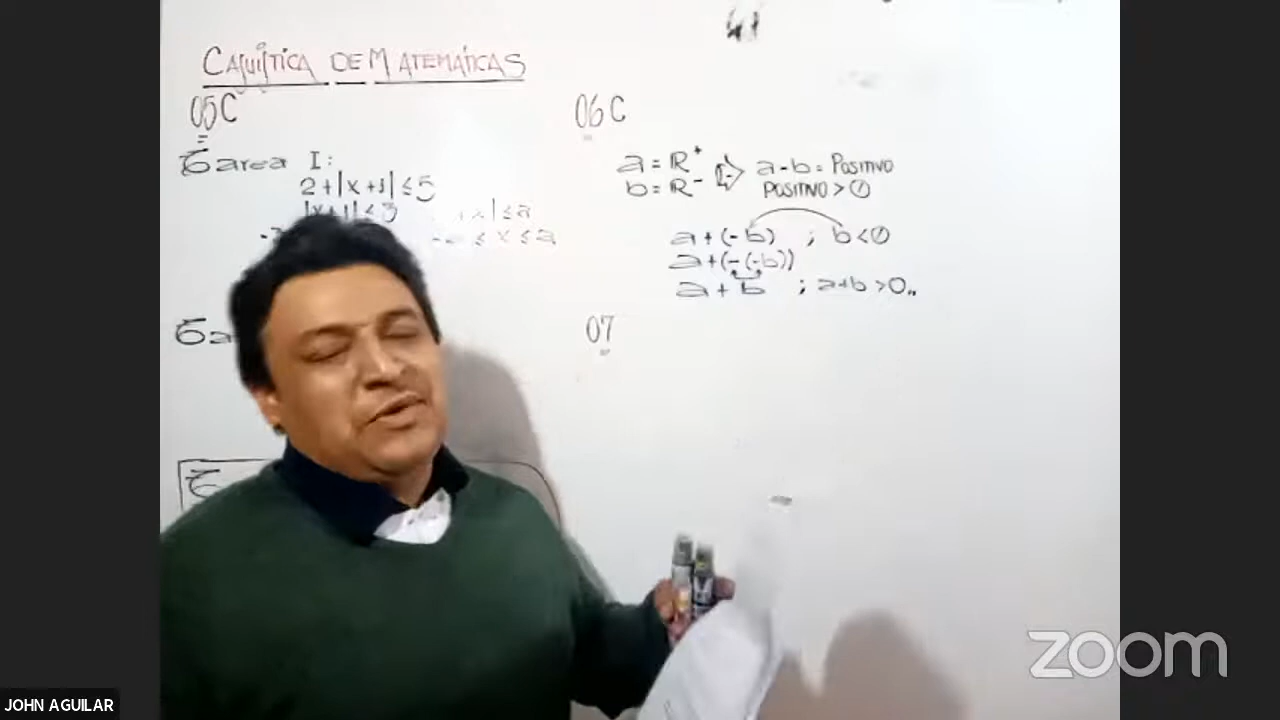 41
CASUÍSTICA DE MATEMÁTICAS
05C
Tarea I:
2+|x+1| ≤ 5
|x+1| ≤ 3
|x| ≤ a
-a ≤ x ≤ a
06C
a = R⁺
b = R⁻
a-b = POSITIVO
POSITIVO > 0
a+(-b) ; b<0
a+(-(-b))
a + b ; a+b >0,,
07
zoom
JOHN AGUILAR